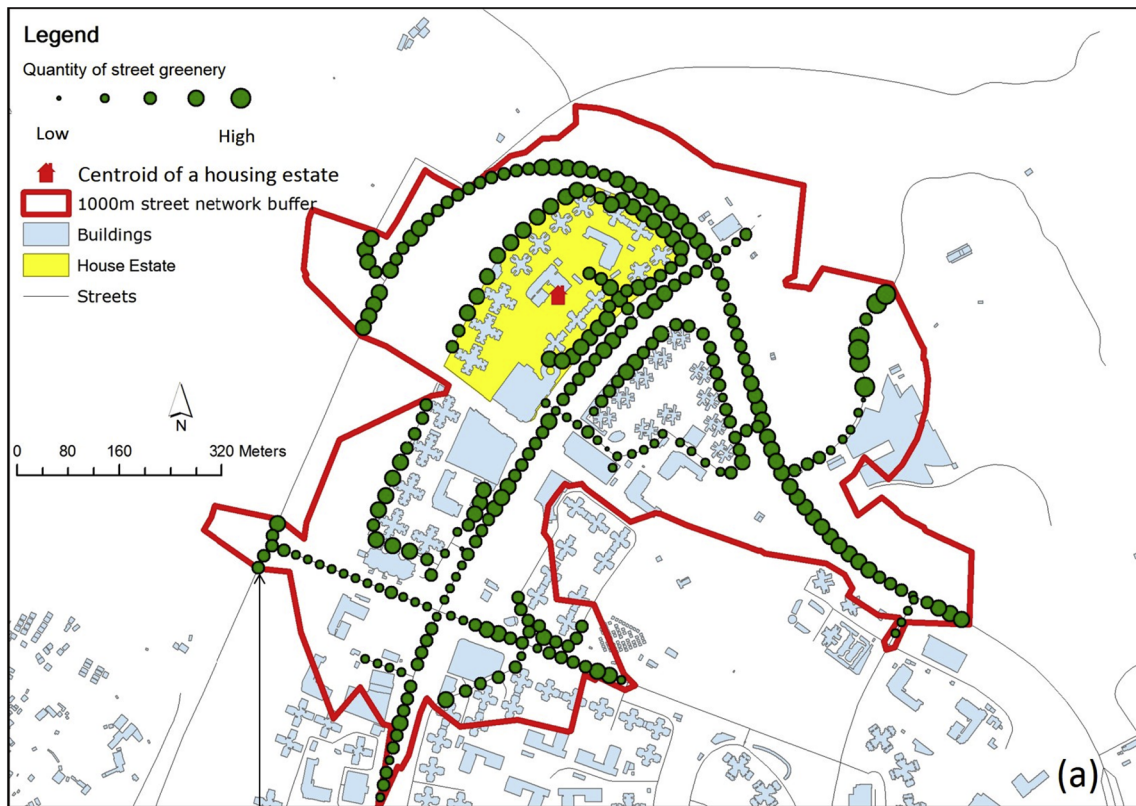 Legend
Quantity of street greenery
Low High
Centroid of a housing estate
1000m street network buffer
Buildings
House Estate
Streets
N
0 80 160 320 Meters
(a)